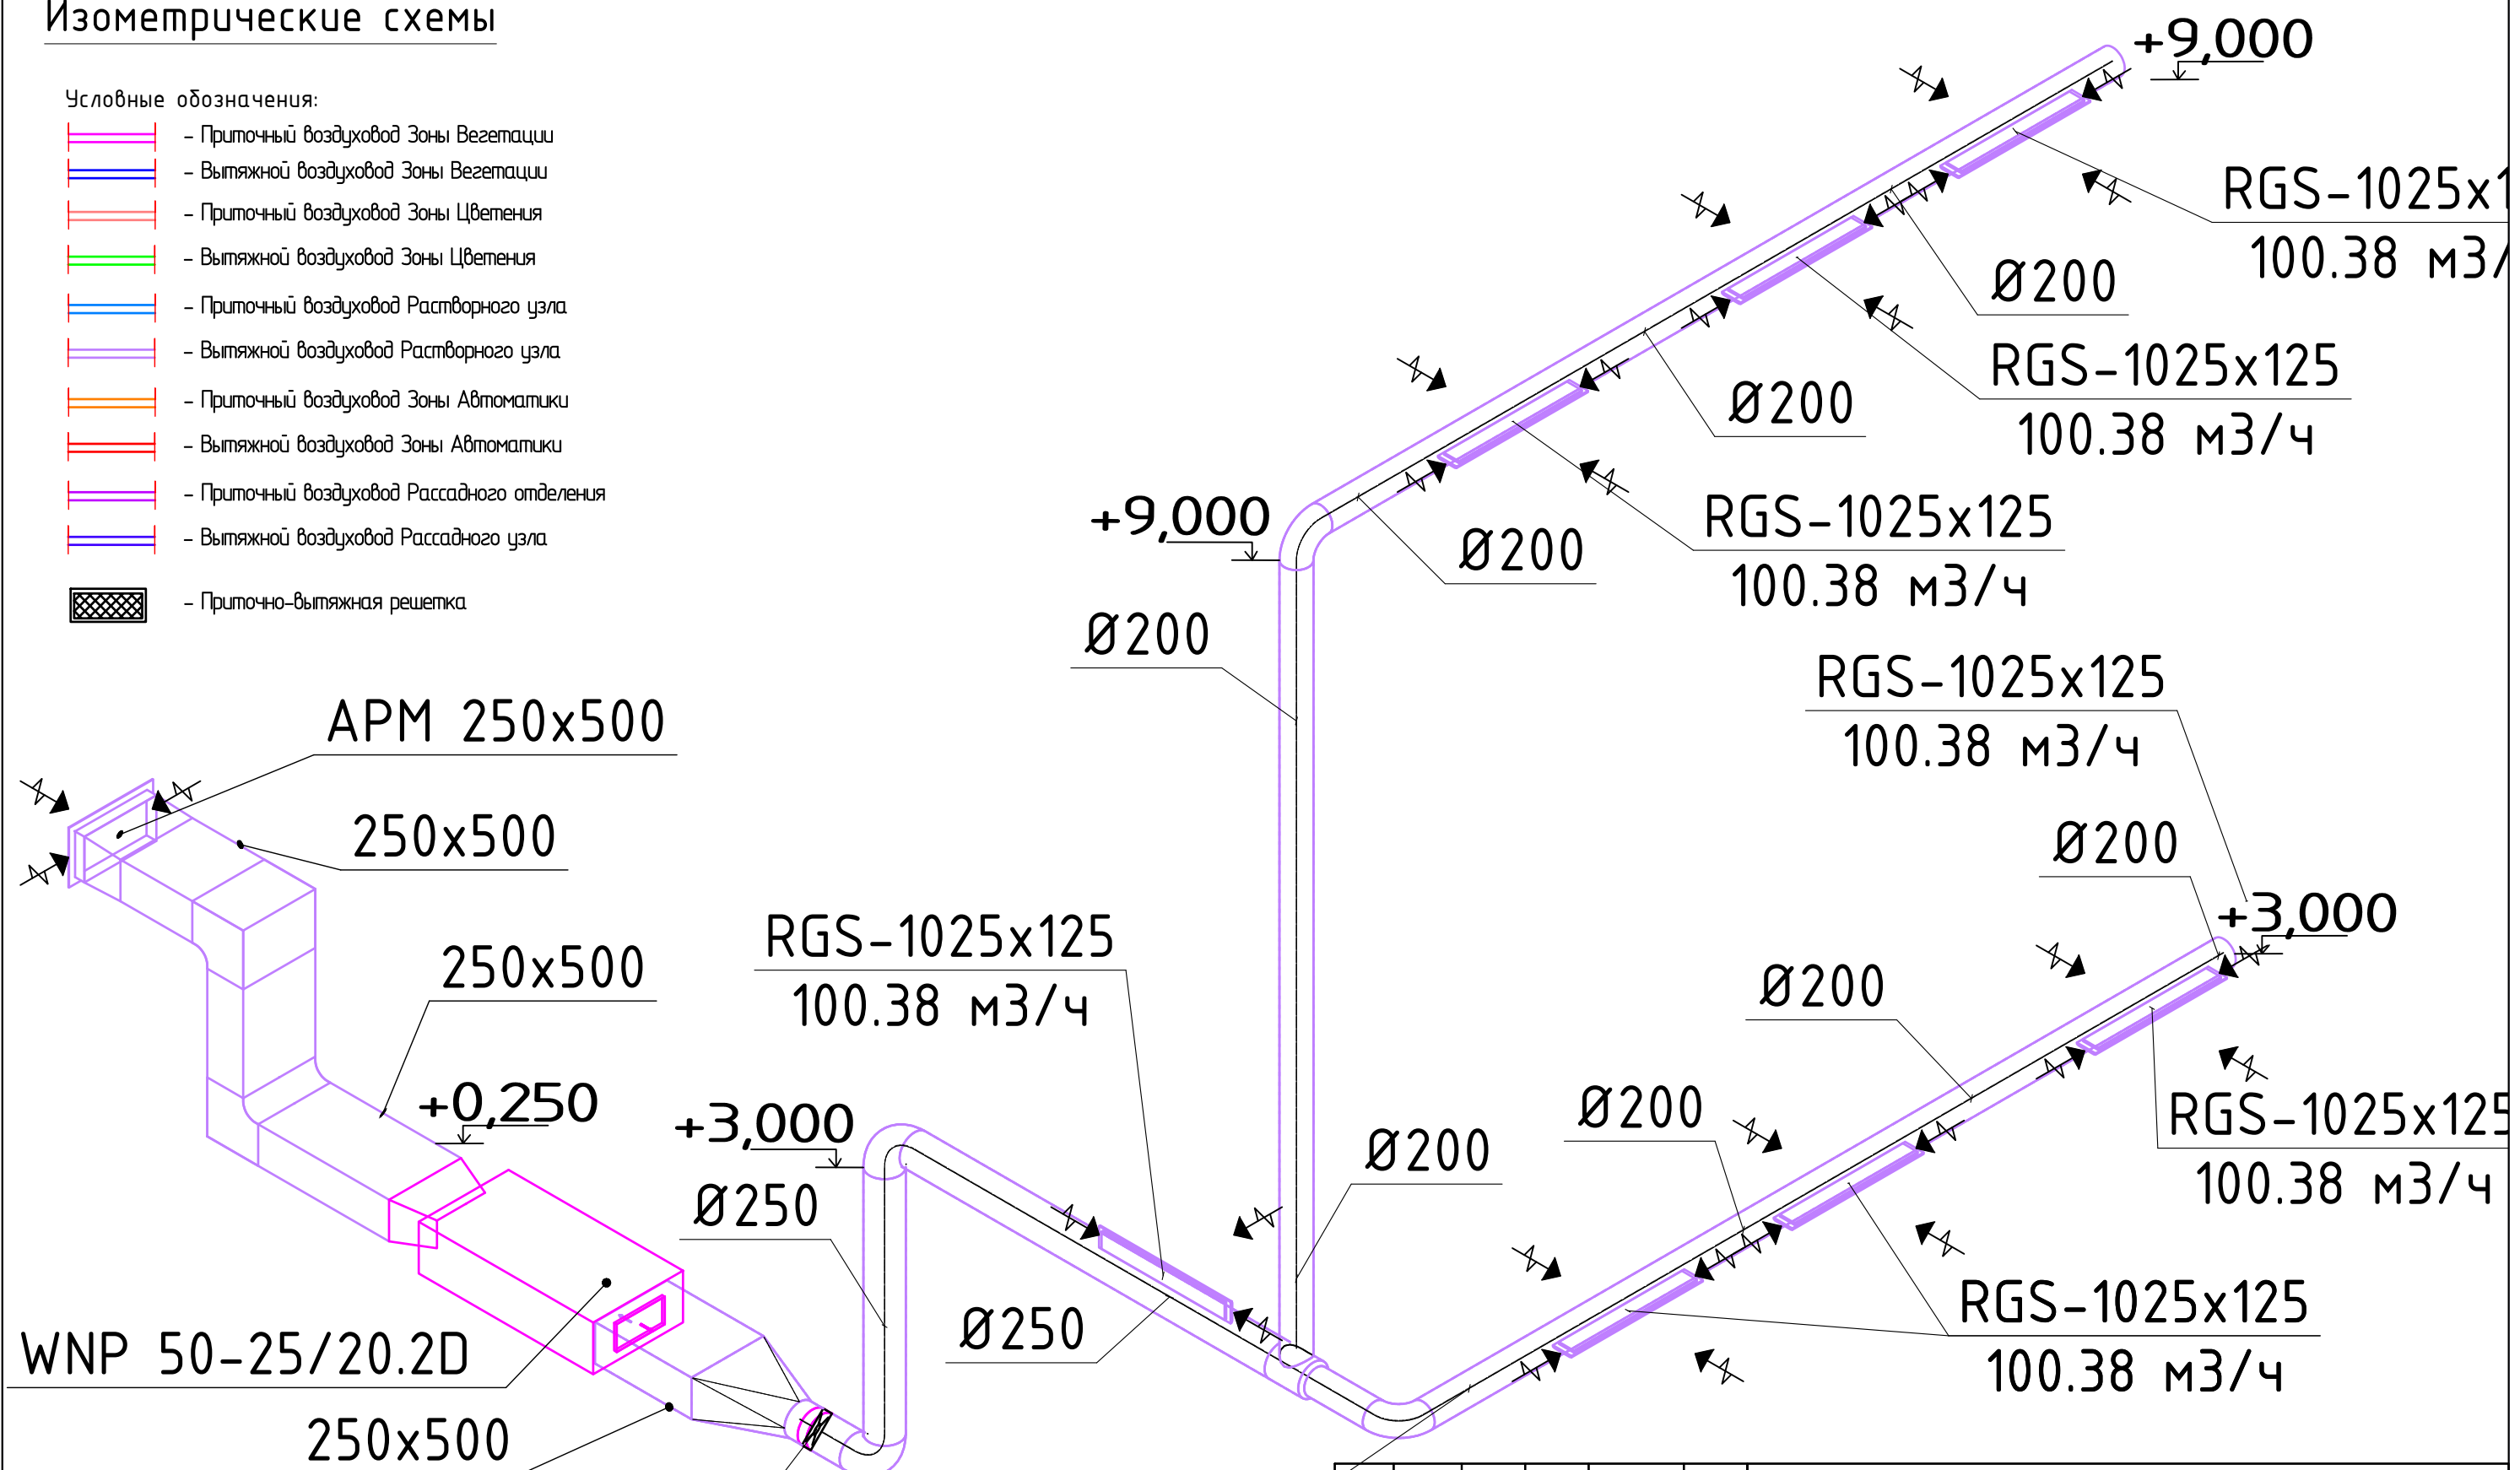 Изометрические схемы
Условные обозначения:
- Приточный воздуховод Зоны Вегетации
- Вытяжной воздуховод Зоны Вегетации
- Приточный воздуховод Зоны Цветения
- Вытяжной воздуховод Зоны Цветения
- Приточный воздуховод Растворного узла
- Вытяжной воздуховод Растворного узла
- Приточный воздуховод Зоны Автоматики
- Вытяжной воздуховод Зоны Автоматики
- Приточный воздуховод Рассадного отделения
- Вытяжной воздуховод Рассадного узла
- Приточно-вытяжная решетка
+9,000
RGS-1025x1
100.38 м3/
Ø200
RGS-1025x125
100.38 м3/ч
Ø200
RGS-1025x125
100.38 м3/ч
Ø200
+9,000
Ø200
RGS-1025x125
100.38 м3/ч
Ø200
+3,000
Ø200
Ø200
RGS-1025x125
100.38 м3/ч
RGS-1025x125
100.38 м3/ч
АРМ 250x500
250x500
250x500
+0,250
RGS-1025x125
100.38 м3/ч
+3,000
Ø250
Ø250
Ø200
WNP 50-25/20.2D
250x500